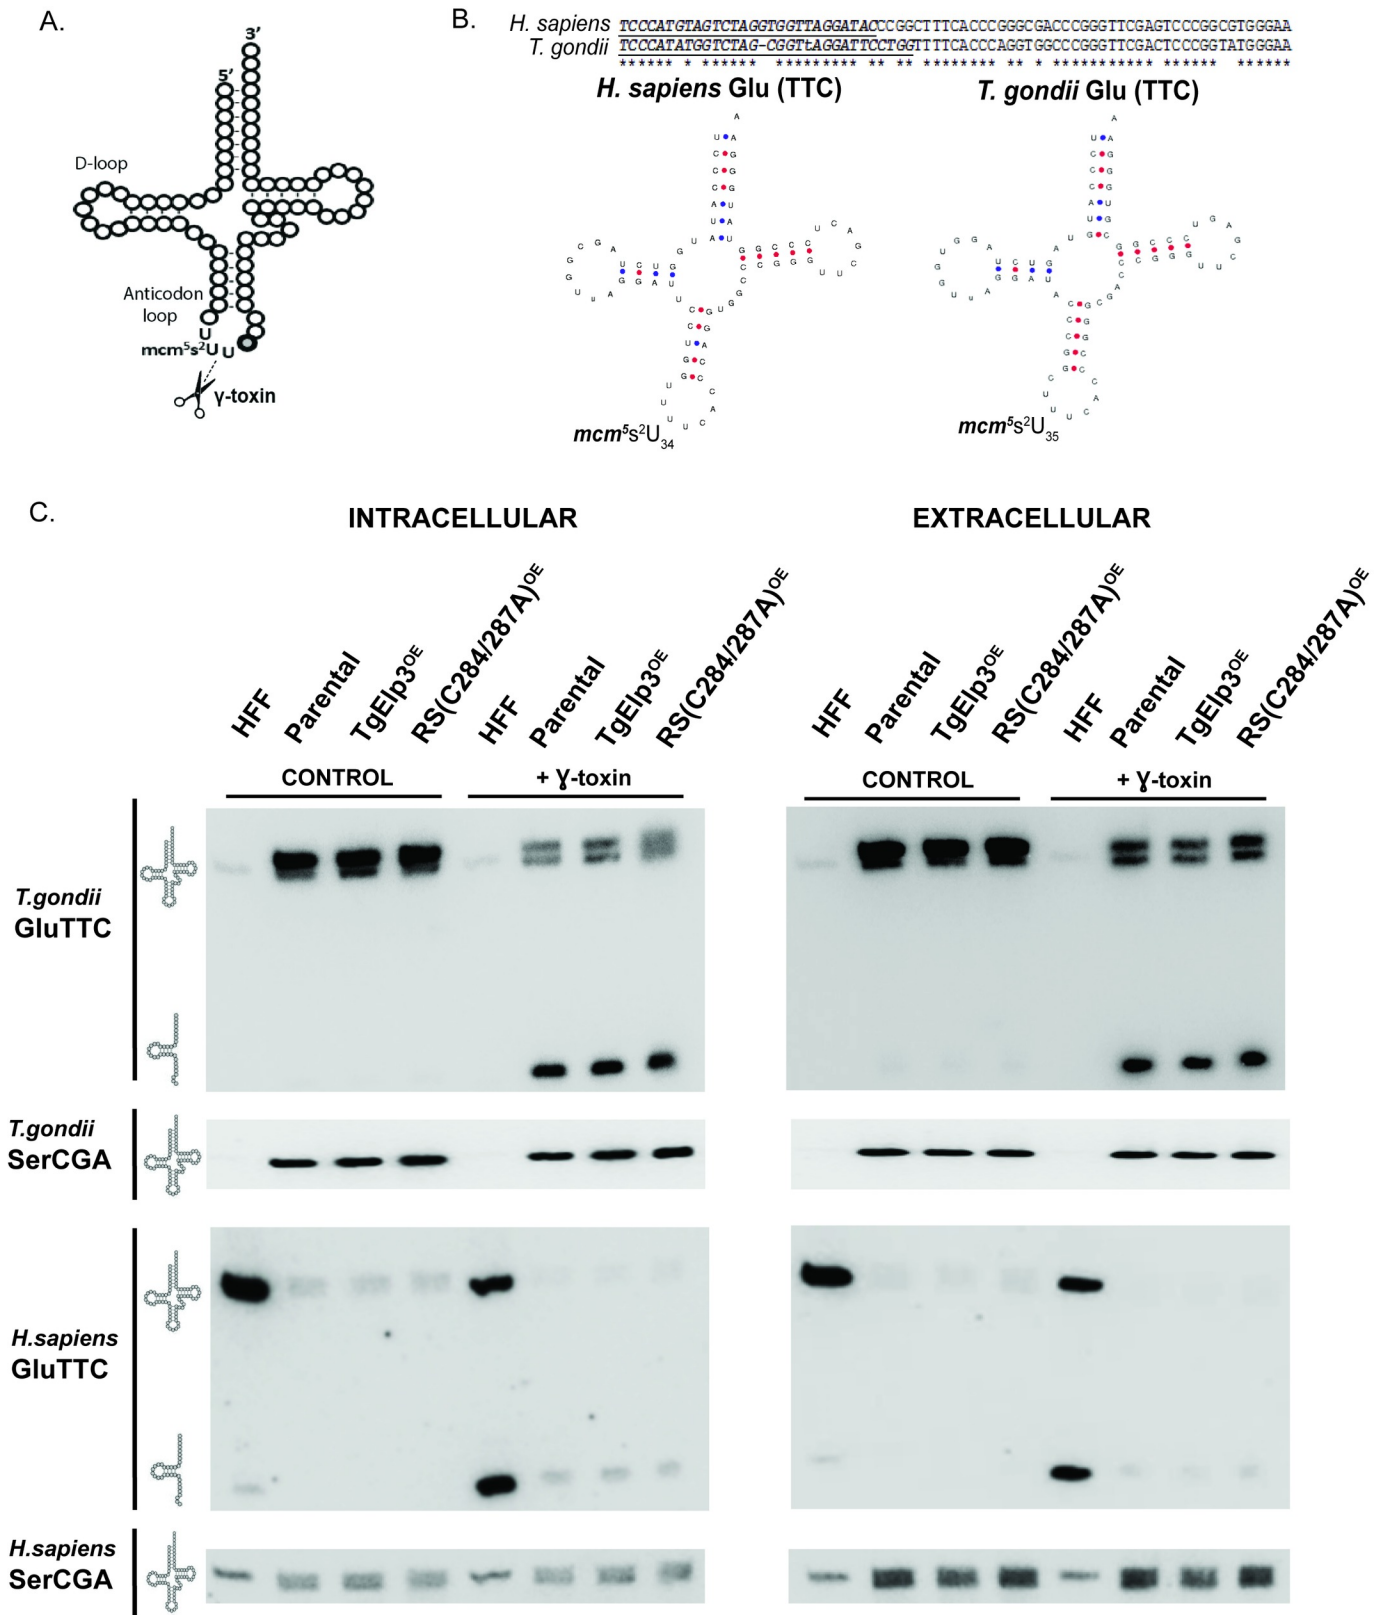 A.
3′
5′
D-loop
Anticodon
loop
U
mcm⁵s²U U
γ-toxin
B.
H. sapiens TCCCATGTAGTCTAGGTGGTTAGGATACCCGGCTTTCACCCGGGCGACCCGGGTTCGAGTCCCGGCGTGGGAA
T. gondii TCCCATATGGTCTAG-CGGTtAGGATTCCTGGTTTTCACCCAGGTGGCCCGGGTTCGACTCCCGGTATGGGAA
H. sapiens Glu (TTC)
T. gondii Glu (TTC)
mcm⁵s²U₃₄
mcm⁵s²U₃₅
C.
INTRACELLULAR
EXTRACELLULAR
HFF Parental TgElp3ᴼᴱ RS(C284/287A)ᴼᴱ HFF Parental TgElp3ᴼᴱ RS(C284/287A)ᴼᴱ
HFF Parental TgElp3ᴼᴱ RS(C284/287A)ᴼᴱ HFF Parental TgElp3ᴼᴱ RS(C284/287A)ᴼᴱ
CONTROL + Ɣ-toxin CONTROL + Ɣ-toxin
T.gondii
GluTTC
T.gondii
SerCGA
H.sapiens
GluTTC
H.sapiens
SerCGA